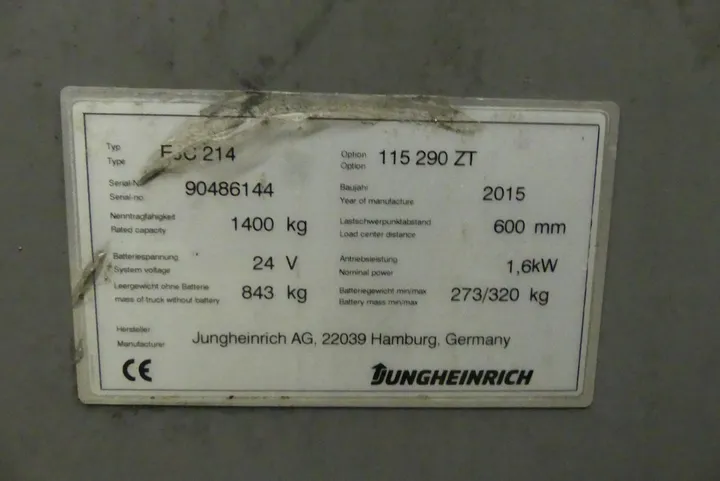 Typ
Type
EJC 214
Option
Option
115 290 ZT
Serial-Nr.
Serial-no.
90486144
Baujahr
Year of manufacture
2015
Nenntragfähigkeit
Rated capacity
1400 kg
Lastschwerpunktabstand
Load center distance
600 mm
Batteriespannung
System voltage
24 V
Antriebsleistung
Nominal power
1,6kW
Leergewicht ohne Batterie
mass of truck without battery
843 kg
Batteriegewicht min/max
Battery mass min/max
273/320 kg
Hersteller
Manufacturer
Jungheinrich AG, 22039 Hamburg, Germany
CE
JUNGHEINRICH